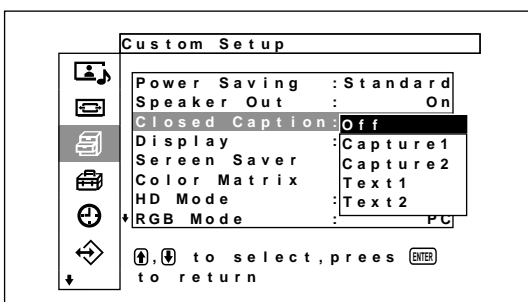 Custom Setup
Power Saving :Standard
Speaker Out : On
Closed Caption:Off
Display : Capture1
Sereen Saver Capture2
Color Matrix Text1
HD Mode : Text2
RGB Mode : PC
, to select,prees ENTER
to return